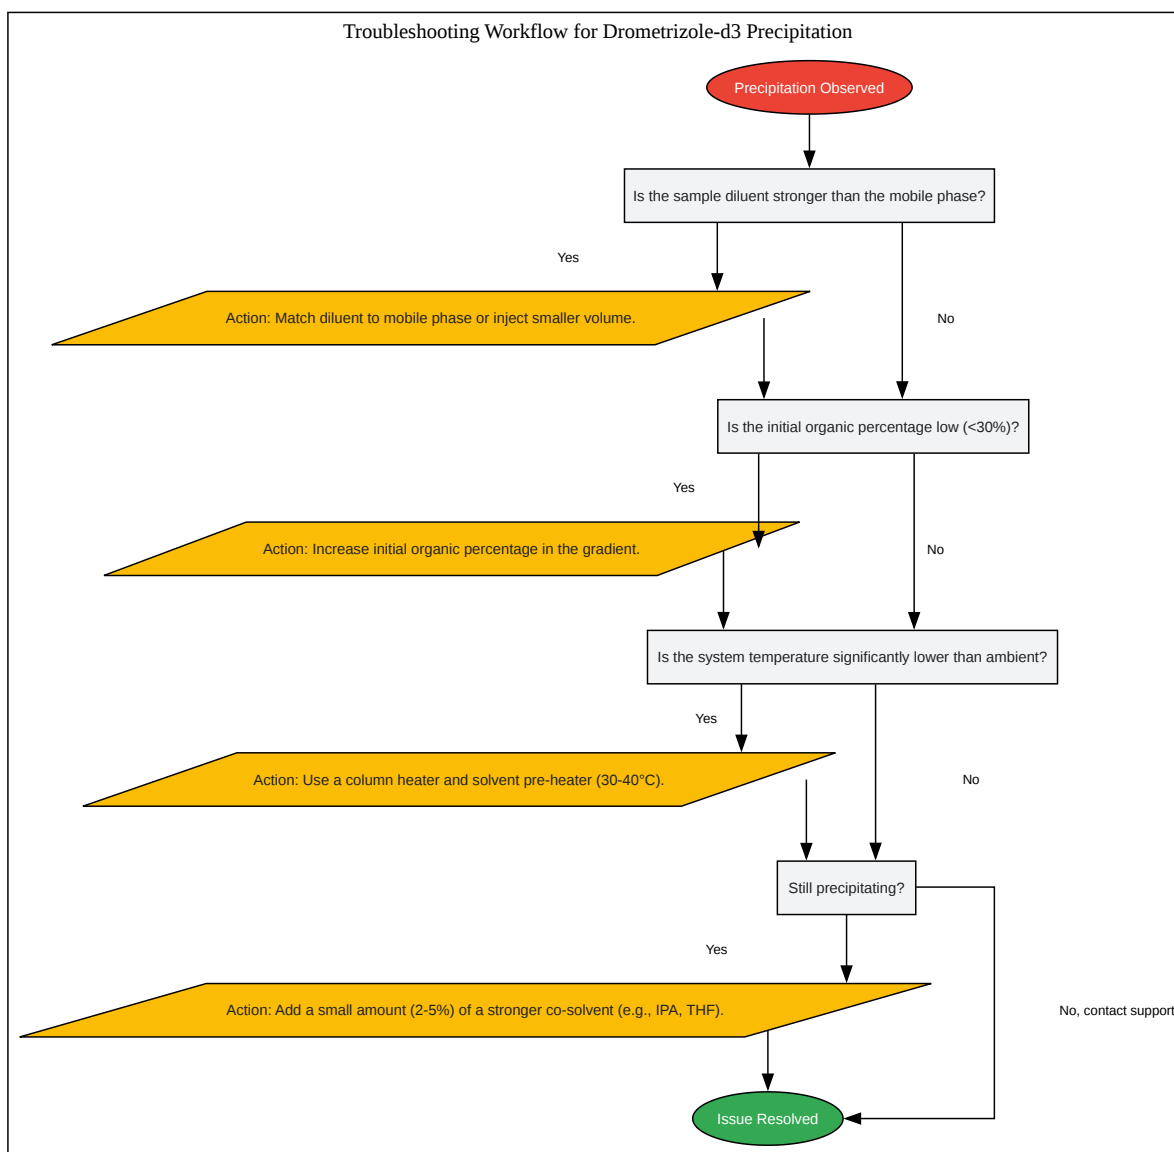 Troubleshooting Workflow for Drometrizole-d3 Precipitation
Precipitation Observed
Is the sample diluent stronger than the mobile phase?
Yes
Action: Match diluent to mobile phase or inject smaller volume.
No
Is the initial organic percentage low (<30%)?
Yes
Action: Increase initial organic percentage in the gradient.
No
Is the system temperature significantly lower than ambient?
Yes
Action: Use a column heater and solvent pre-heater (30-40°C).
No
Still precipitating?
Yes
Action: Add a small amount (2-5%) of a stronger co-solvent (e.g., IPA, THF).
No, contact support
Issue Resolved